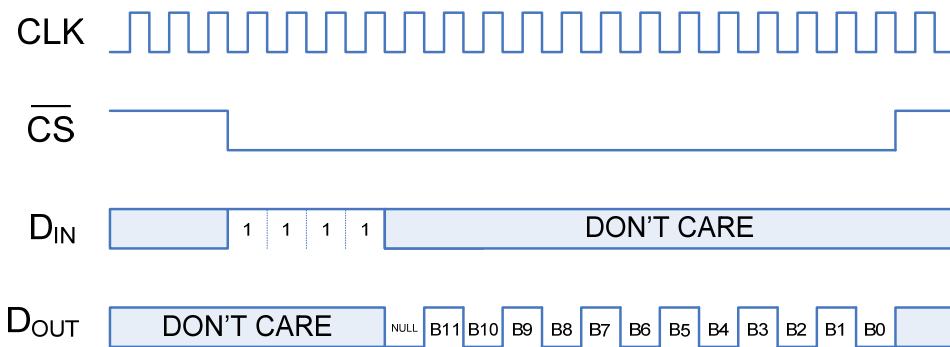 CLK
CS
DIN
1 1 1 1 DON'T CARE
DOUT
DON'T CARE NULL B11 B10 B9 B8 B7 B6 B5 B4 B3 B2 B1 B0